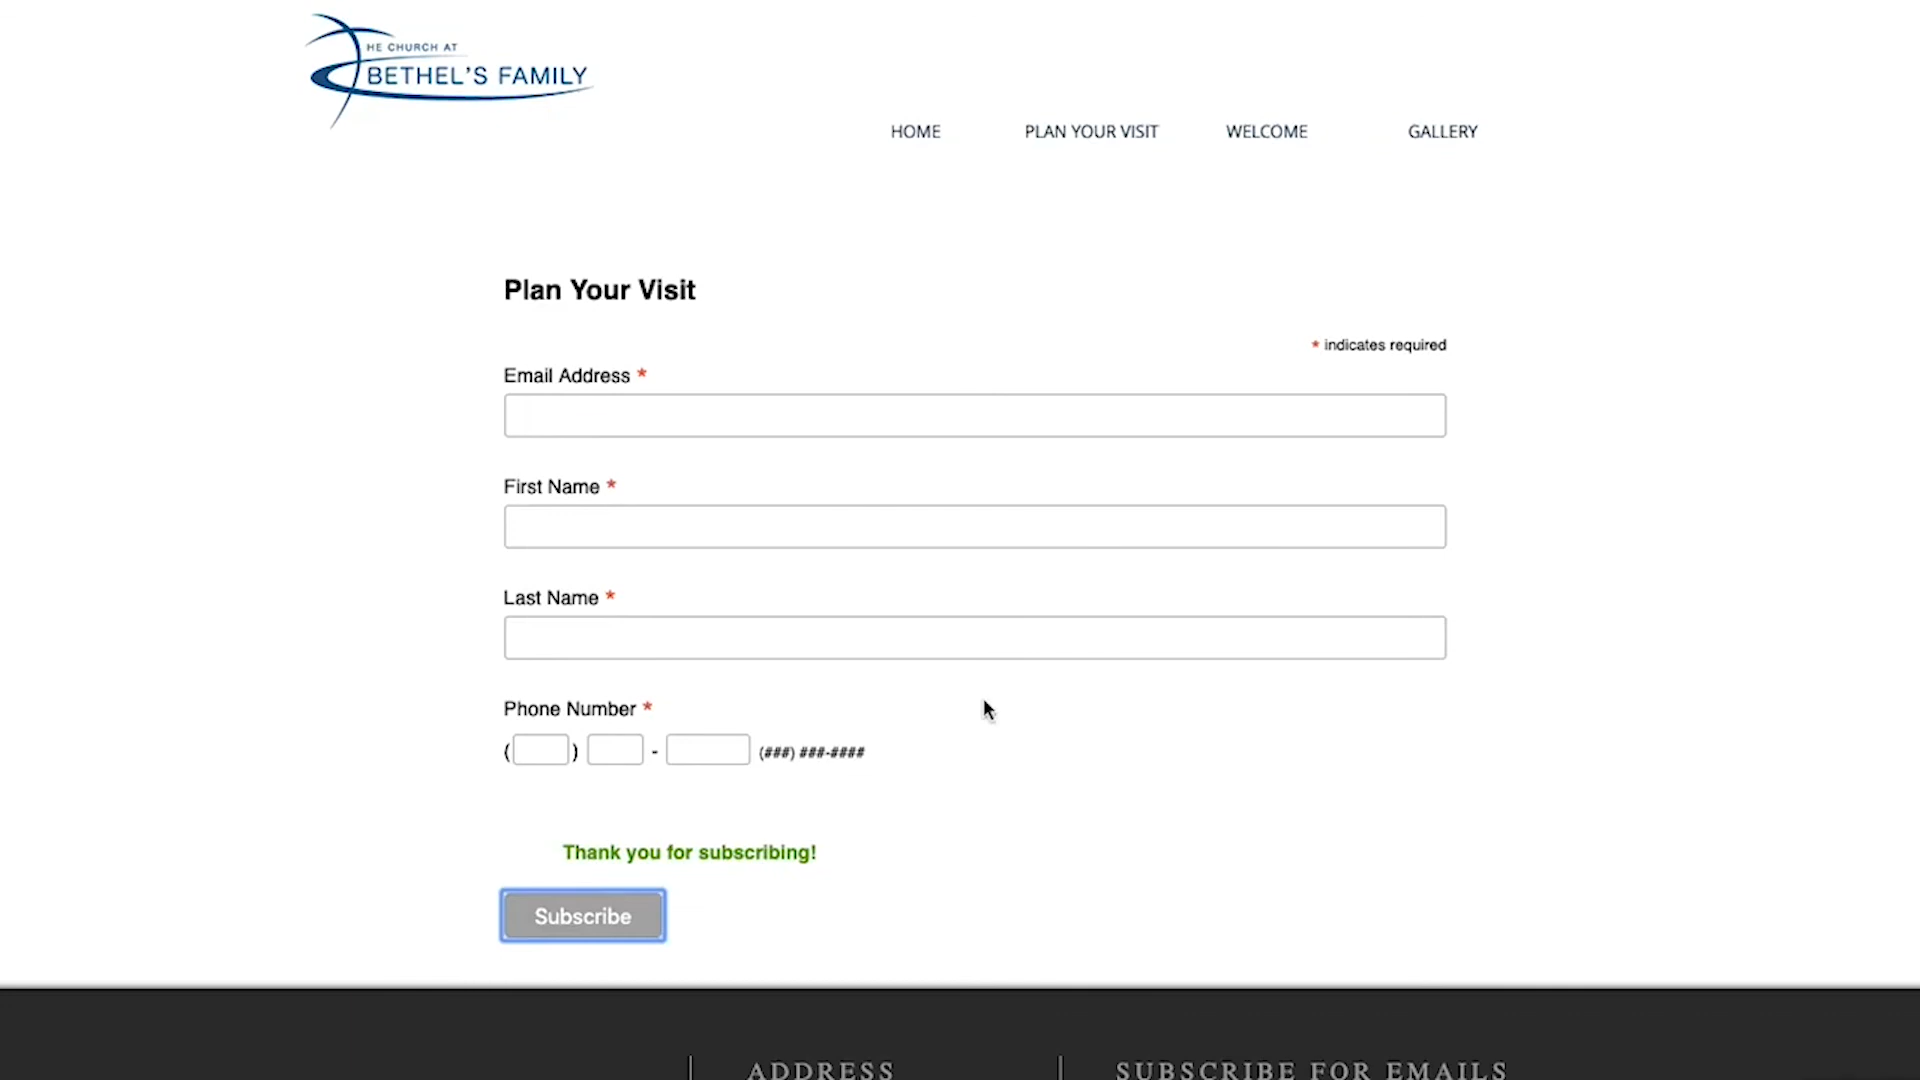 HE CHURCH AT
BETHEL'S FAMILY
HOME PLAN YOUR VISIT WELCOME GALLERY
Plan Your Visit
* indicates required
Email Address *
First Name *
Last Name *
Phone Number *
( ) - (###) ###-####
Thank you for subscribing!
Subscribe
ADDRESS SUBSCRIBE FOR EMAILS